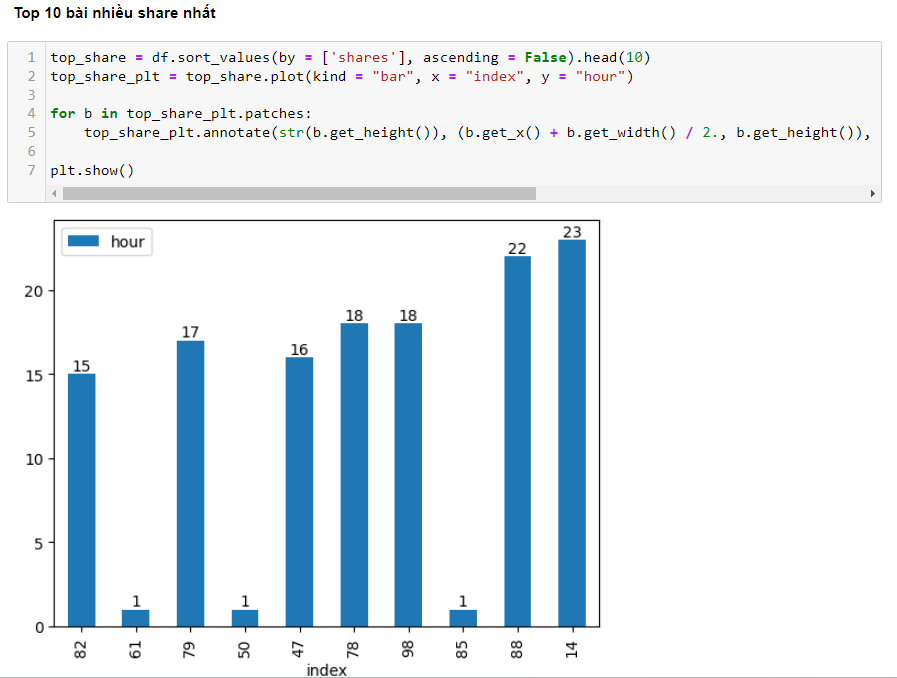 Top 10 bài nhiều share nhất
1 top_share = df.sort_values(by = ['shares'], ascending = False).head(10)
2 top_share_plt = top_share.plot(kind = "bar", x = "index", y = "hour")
3
4 for b in top_share_plt.patches:
5     top_share_plt.annotate(str(b.get_height()), (b.get_x() + b.get_width() / 2., b.get_height()),
6
7 plt.show()
hour
23
22
20
18 18
17
16
15
15
10
5
1 1 1
0
82 61 79 50 47 78 98 85 88 14
index